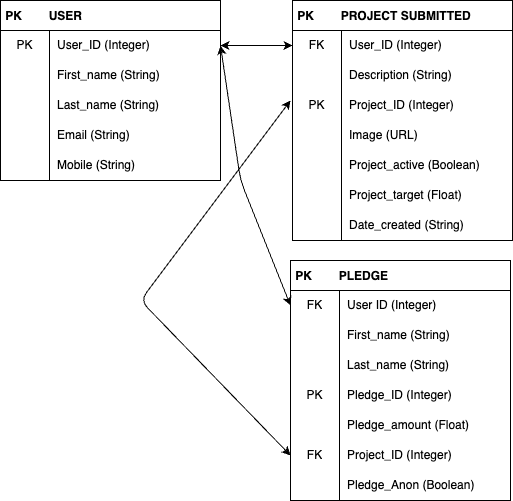 PK USER
PK User_ID (Integer)
First_name (String)
Last_name (String)
Email (String)
Mobile (String)
PK PROJECT SUBMITTED
FK User_ID (Integer)
Description (String)
PK Project_ID (Integer)
Image (URL)
Project_active (Boolean)
Project_target (Float)
Date_created (String)
PK PLEDGE
FK User ID (Integer)
First_name (String)
Last_name (String)
PK Pledge_ID (Integer)
Pledge_amount (Float)
FK Project_ID (Integer)
Pledge_Anon (Boolean)